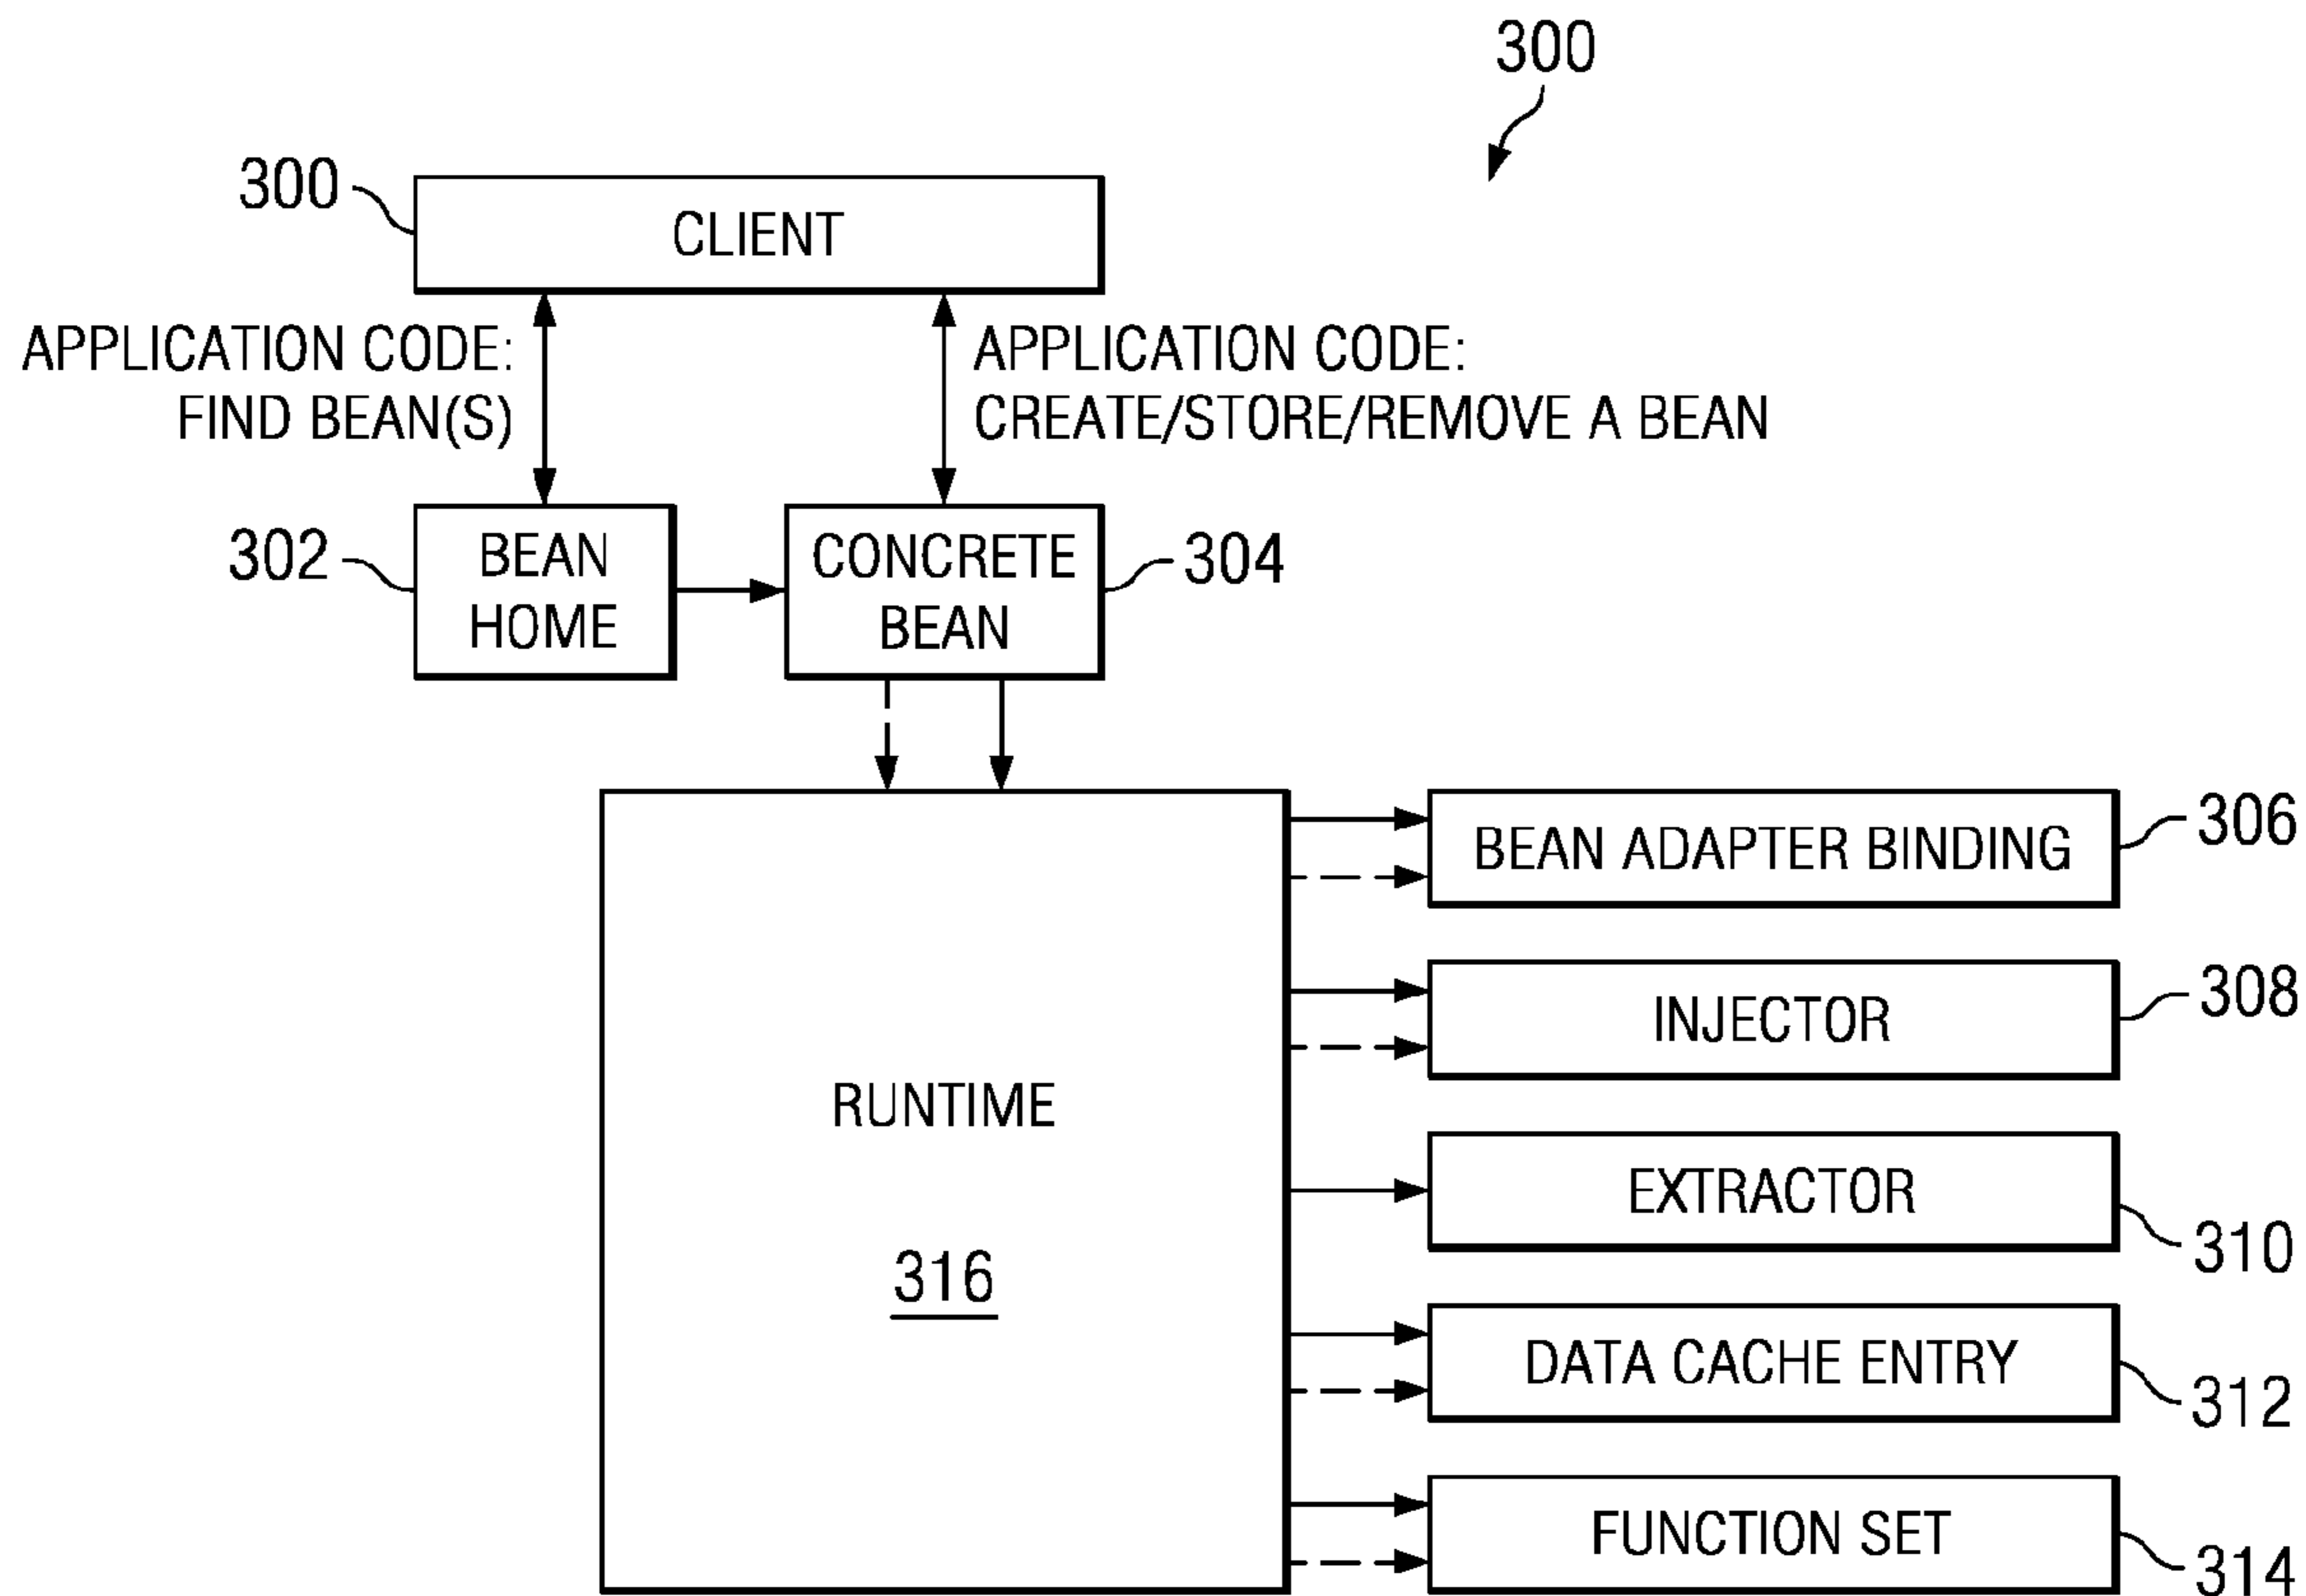 300
300
CLIENT
APPLICATION CODE:
FIND BEAN(S)
APPLICATION CODE:
CREATE/STORE/REMOVE A BEAN
302
BEAN
HOME
CONCRETE
BEAN
304
RUNTIME
316
BEAN ADAPTER BINDING
306
INJECTOR
308
EXTRACTOR
310
DATA CACHE ENTRY
312
FUNCTION SET
314